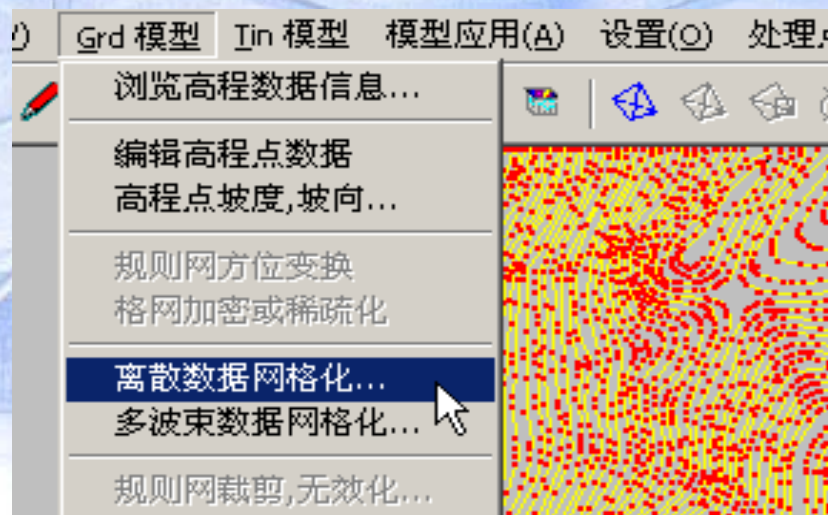 Grd 模型 Tin 模型 模型应用(A) 设置(O) 处理
浏览高程数据信息...
编辑高程点数据
高程点坡度,坡向...
规则网方位变换
格网加密或稀疏化
离散数据网格化...
多波束数据网格化...
规则网裁剪,无效化...